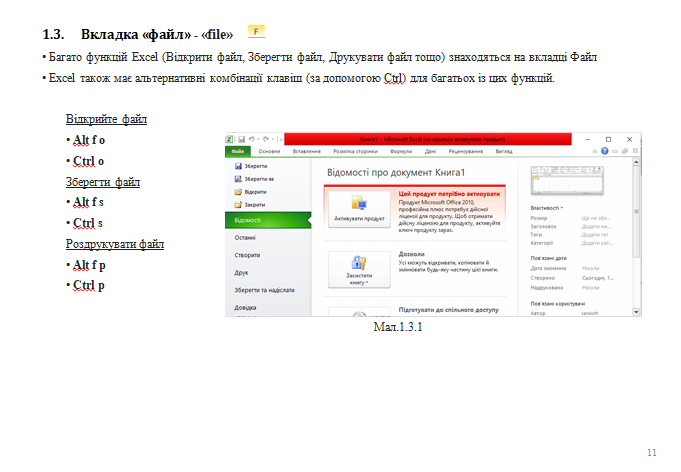 1.3. Вкладка «файл» - «file» F
• Багато функцій Excel (Відкрити файл, Зберегти файл, Друкувати файл тощо) знаходяться на вкладці Файл
• Excel також має альтернативні комбінації клавіш (за допомогою Ctrl) для багатьох із цих функцій.
Відкрийте файл
• Alt f o
• Ctrl o
Зберегти файл
• Alt f s
• Ctrl s
Роздрукувати файл
• Alt f p
• Ctrl p
Книга1 - Microsoft Excel (не вдалося активувати продукт)
Файл Основне Вставлення Розмітка сторінки Формули Дані Рецензування Вигляд
Зберегти
Зберегти як
Відкрити
Закрити
Відомості
Останні
Створити
Друк
Зберегти та надіслати
Довідка
Відомості про документ Книга1
Активувати продукт
Цей продукт потрібно активувати
Продукт Microsoft Office 2010,
професійна плюс потребує дійсної
ліцензії для продукту. Щоб отримати
дійсну ліцензію для продукту, активуйте
ключ продукту зараз.
Захистити
книгу
Дозволи
Усі можуть відкривати, копіювати й
змінювати будь-яку частину цієї книги.
Підготувати до спільного доступу
Властивості
Розмір Ще не збе...
Заголовок Додати на...
Теги Додати тег
Категорії Додати кат...
Пов'язані дати
Дата змінення Ніколи
Створено Сьогодні, 1...
Надруковано Ніколи
Пов'язані користувачі
Автор
Мал.1.3.1
11